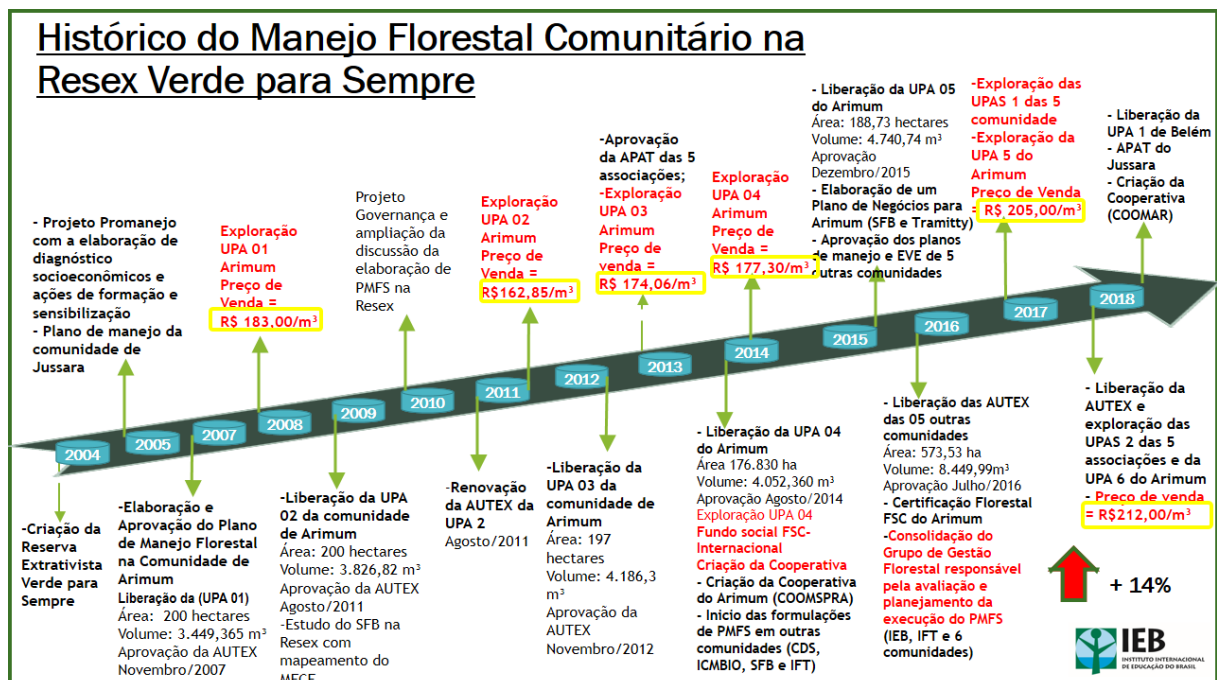 Histórico do Manejo Florestal Comunitário na
Resex Verde para Sempre
- Projeto Promanejo
com a elaboração de
diagnóstico
socioeconômicos e
ações de formação e
sensibilização
- Plano de manejo da
comunidade de
Jussara
Exploração
UPA 01
Arimum
Preço de
Venda =
R$ 183,00/m³
Projeto
Governança e
ampliação da
discussão da
elaboração de
PMFS na
Resex
Exploração
UPA 02
Arimum
Preço de
Venda =
R$162,85/m³
-Aprovação
da APAT das 5
associações;
-Exploração
UPA 03
Arimum
Preço de
venda =
R$ 174,06/m³
Exploração
UPA 04
Arimum
Preço de
Venda =
R$ 177,30/m³
- Liberação da UPA 05
do Arimum
Área: 188,73 hectares
Volume: 4.740,74 m³
Aprovação
Dezembro/2015
- Elaboração de um
Plano de Negócios para
Arimum (SFB e Tramitty)
- Aprovação dos planos
de manejo e EVE de 5
outras comunidades
-Exploração das
UPAS 1 das 5
comunidade
-Exploração da
UPA 5 do
Arimum
Preço de Venda
= R$ 205,00/m³
- Liberação da
UPA 1 de Belém
- APAT do
Jussara
- Criação da
Cooperativa
(COOMAR)
2004
2005
2007
2008
2009
2010
2011
2012
2013
2014
2015
2016
2017
2018
-Criação da
Reserva
Extrativista
Verde para
Sempre
-Elaboração e
Aprovação do Plano
de Manejo Florestal
na Comunidade de
Arimum
Liberação da (UPA 01)
Área: 200 hectares
Volume: 3.449,365 m³
Aprovação da AUTEX
Novembro/2007
-Liberação da UPA
02 da comunidade
de Arimum
Área: 200 hectares
Volume: 3.826,82 m³
Aprovação da AUTEX
Agosto/2011
-Estudo do SFB na
Resex com
mapeamento do
MFCF
-Renovação
da AUTEX da
UPA 2
Agosto/2011
-Liberação da
UPA 03 da
comunidade de
Arimum
Área: 197
hectares
Volume: 4.186,3
m³
Aprovação da
AUTEX
Novembro/2012
- Liberação da UPA 04
do Arimum
Área 176.830 ha
Volume: 4.052,360 m³
Aprovação Agosto/2014
Exploração UPA 04
Fundo social FSC-
Internacional
Criação da Cooperativa
- Criação da Cooperativa
do Arimum (COOMSPRA)
- Inicio das formulações
de PMFS em outras
comunidades (CDS,
ICMBIO, SFB e IFT)
- Liberação das AUTEX
das 05 outras
comunidades
Área: 573,53 ha
Volume: 8.449,99m³
Aprovação Julho/2016
- Certificação Florestal
FSC do Arimum
-Consolidação do
Grupo de Gestão
Florestal responsável
pela avaliação e
planejamento da
execução do PMFS
(IEB, IFT e 6
comunidades)
- Liberação da
AUTEX e
exploração das
UPAS 2 das 5
associações e da
UPA 6 do Arimum
- Preço de venda
= R$212,00/m³
+ 14%
IEB
INSTITUTO INTERNACIONAL
DE EDUCAÇÃO DO BRASIL